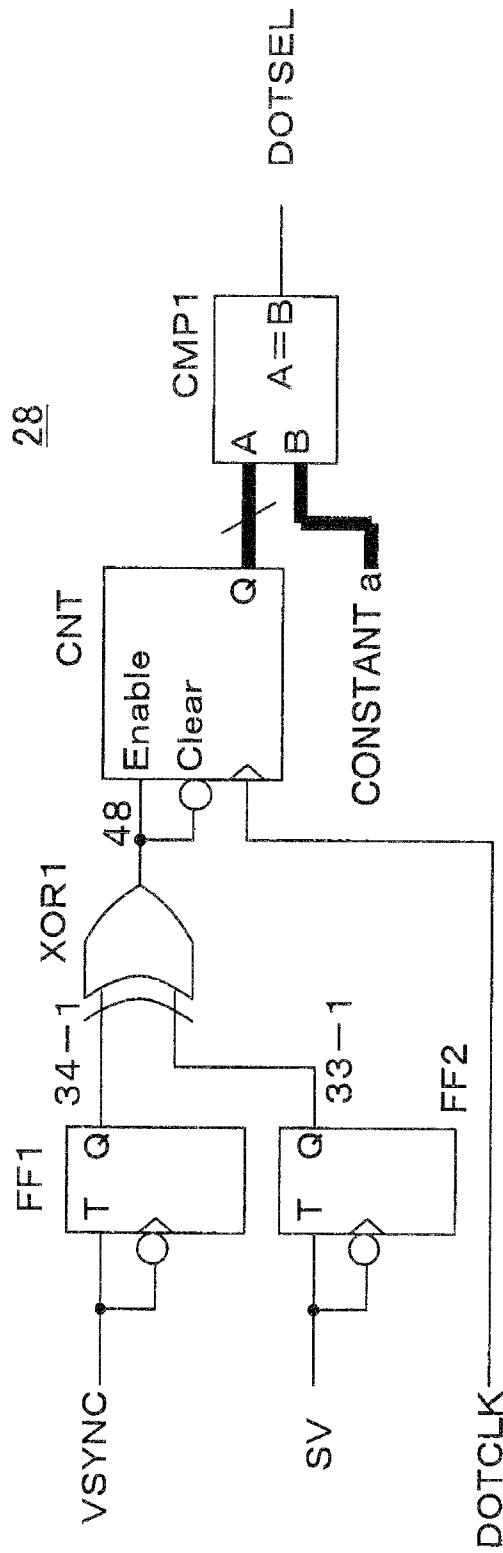 28
VSYNC
FF1
T
Q
34-1
XOR1
48
CNT
Enable
Clear
Q
CMP1
A
B
A=B
DOTSEL
CONSTANT a
SV
T
Q
33-1
FF2
DOTCLK